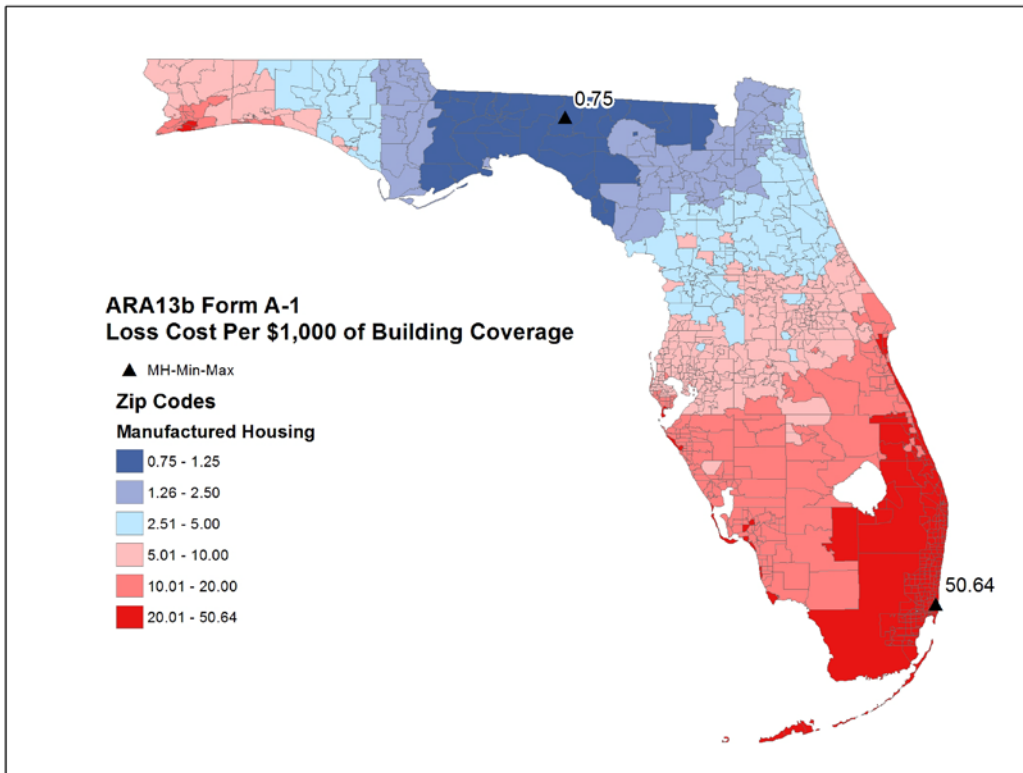 0.75
ARA13b Form A-1
Loss Cost Per $1,000 of Building Coverage
MH-Min-Max
Zip Codes
Manufactured Housing
0.75 - 1.25
1.26 - 2.50
2.51 - 5.00
5.01 - 10.00
10.01 - 20.00
20.01 - 50.64
50.64